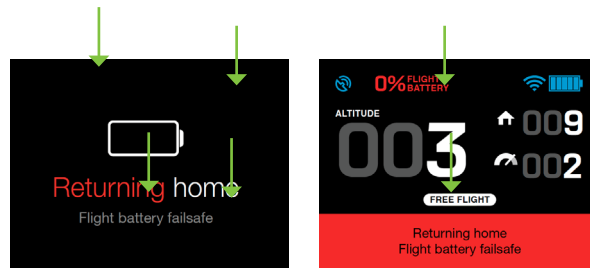 Returning home
Flight battery failsafe
0% FLIGHT
BATTERY
ALTITUDE
003
009
002
FREE FLIGHT
Returning home
Flight battery failsafe